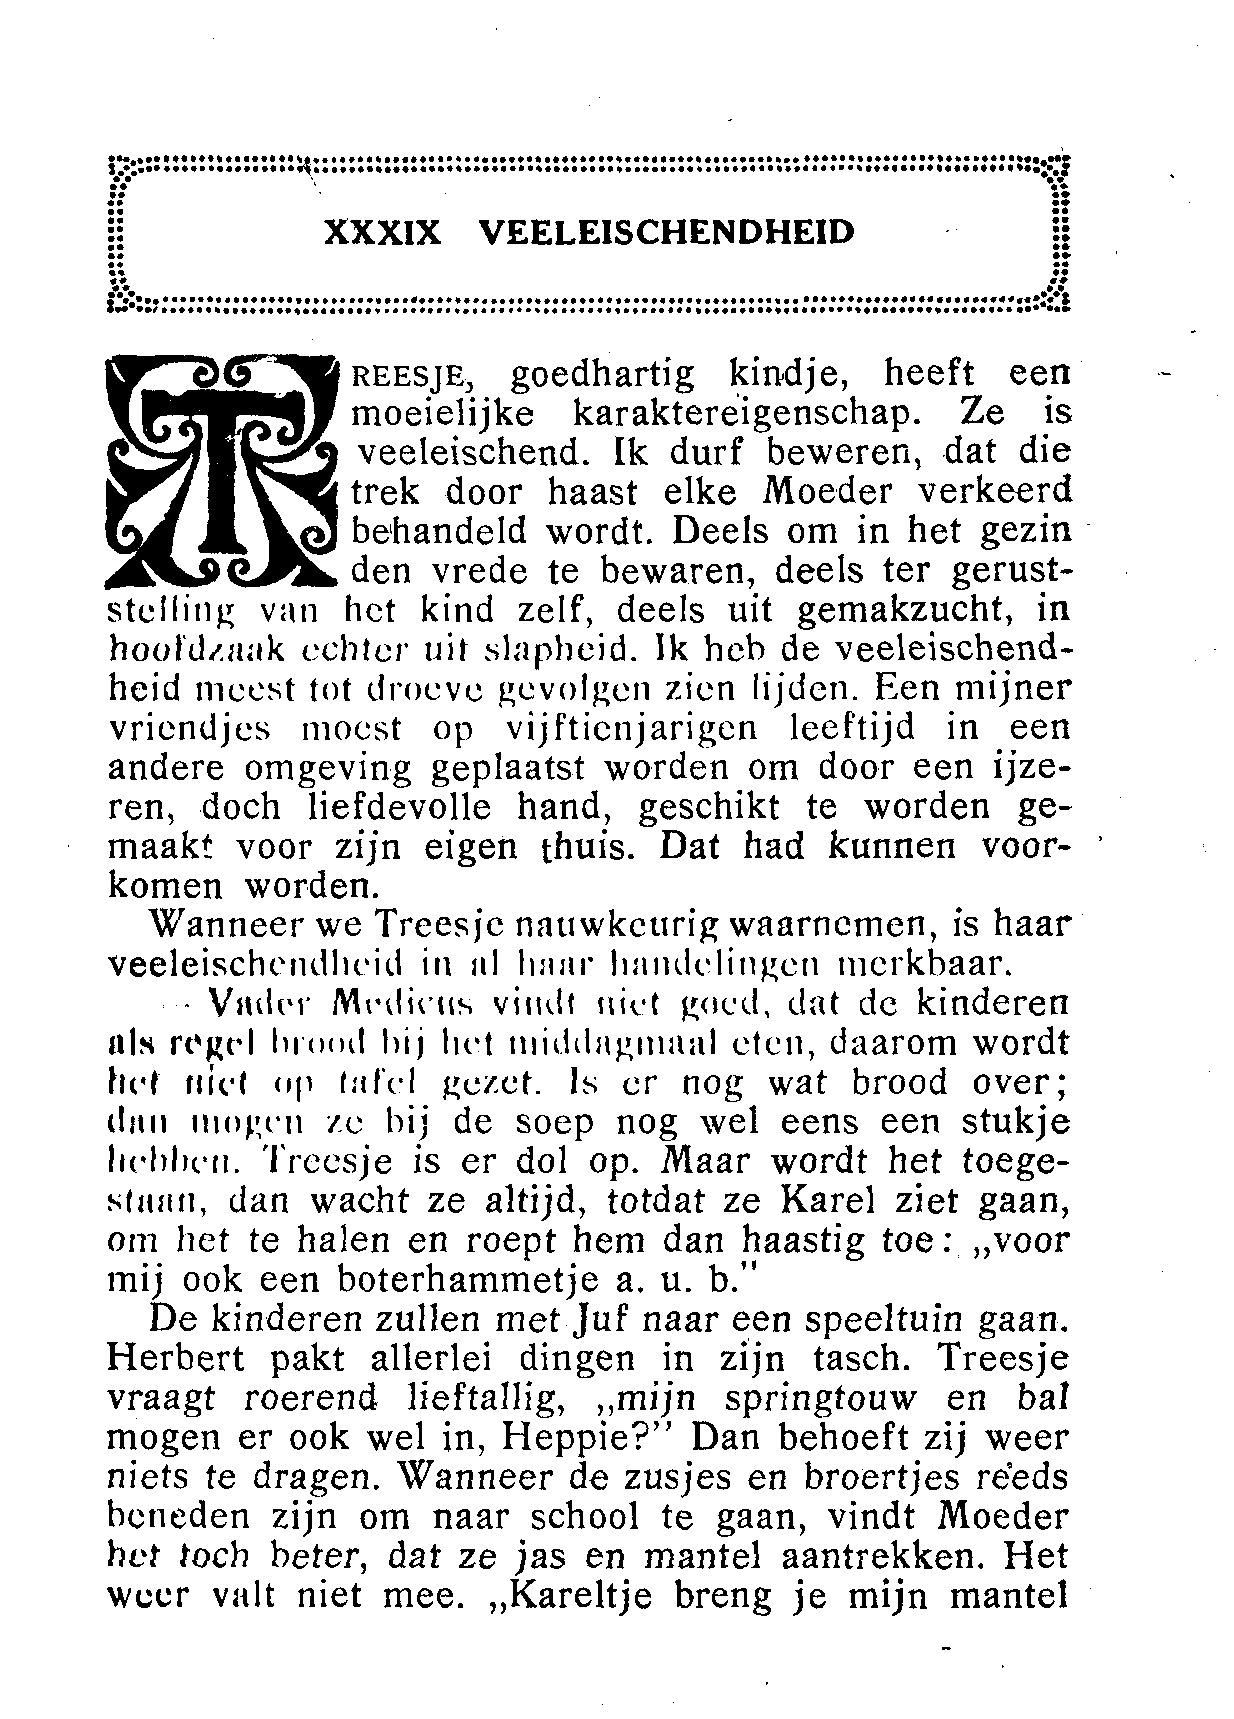 XXXIX VEELEISCHENDHEID
TREESJE, goedhartig kindje, heeft een
moeielijke karaktereigenschap. Ze is
veeleischend. Ik durf beweren, dat die
trek door haast elke Moeder verkeerd
behandeld wordt. Deels om in het gezin
den vrede te bewaren, deels ter gerust-
stelling van het kind zelf, deels uit gemakzucht, in
hoofdzaak echter uit slapheid. Ik heb de veeleischend-
heid meest tot droeve gevolgen zien lijden. Een mijner
vriendjes moest op vijftienjarigen leeftijd in een
andere omgeving geplaatst worden om door een ijze-
ren, doch liefdevolle hand, geschikt te worden ge-
maakt voor zijn eigen thuis. Dat had kunnen voor-
komen worden.
Wanneer we Treesje nauwkeurig waarnemen, is haar
veeleischendheid in al haar handelingen merkbaar.
Vader Medicus vindt niet goed, dat de kinderen
als regel brood bij het middagmaal eten, daarom wordt
het niet op tafel gezet. Is er nog wat brood over;
dan mogen ze bij de soep nog wel eens een stukje
hebben. Treesje is er dol op. Maar wordt het toege-
staan, dan wacht ze altijd, totdat ze Karel ziet gaan,
om het te halen en roept hem dan haastig toe: „voor
mij ook een boterhammetje a. u. b."
De kinderen zullen met Juf naar een speeltuin gaan.
Herbert pakt allerlei dingen in zijn tasch. Treesje
vraagt roerend lieftallig, „mijn springtouw en bal
mogen er ook wel in, Heppie?" Dan behoeft zij weer
niets te dragen. Wanneer de zusjes en broertjes reeds
beneden zijn om naar school te gaan, vindt Moeder
het toch beter, dat ze jas en mantel aantrekken. Het
weer valt niet mee. „Kareltje breng je mijn mantel